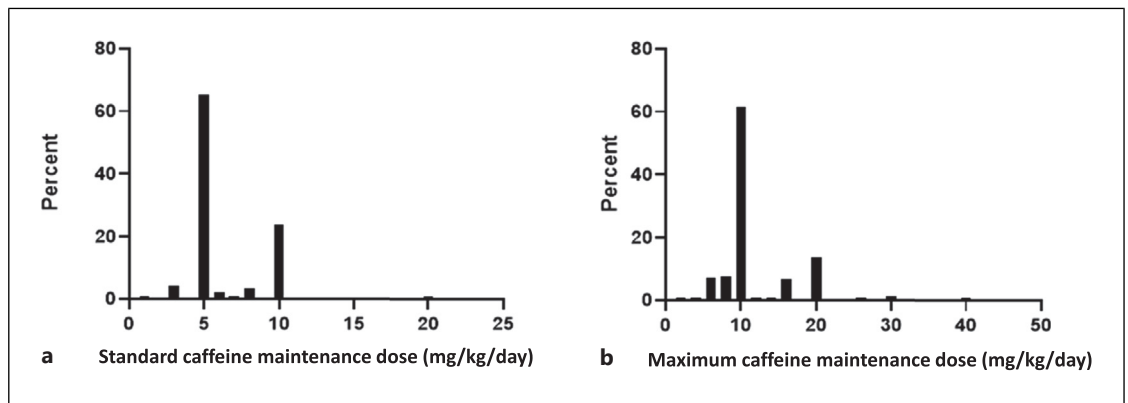 80
60
40
20
0
Percent
0 5 10 15 20 25
a Standard caffeine maintenance dose (mg/kg/day)
80
60
40
20
0
Percent
0 10 20 30 40 50
b Maximum caffeine maintenance dose (mg/kg/day)